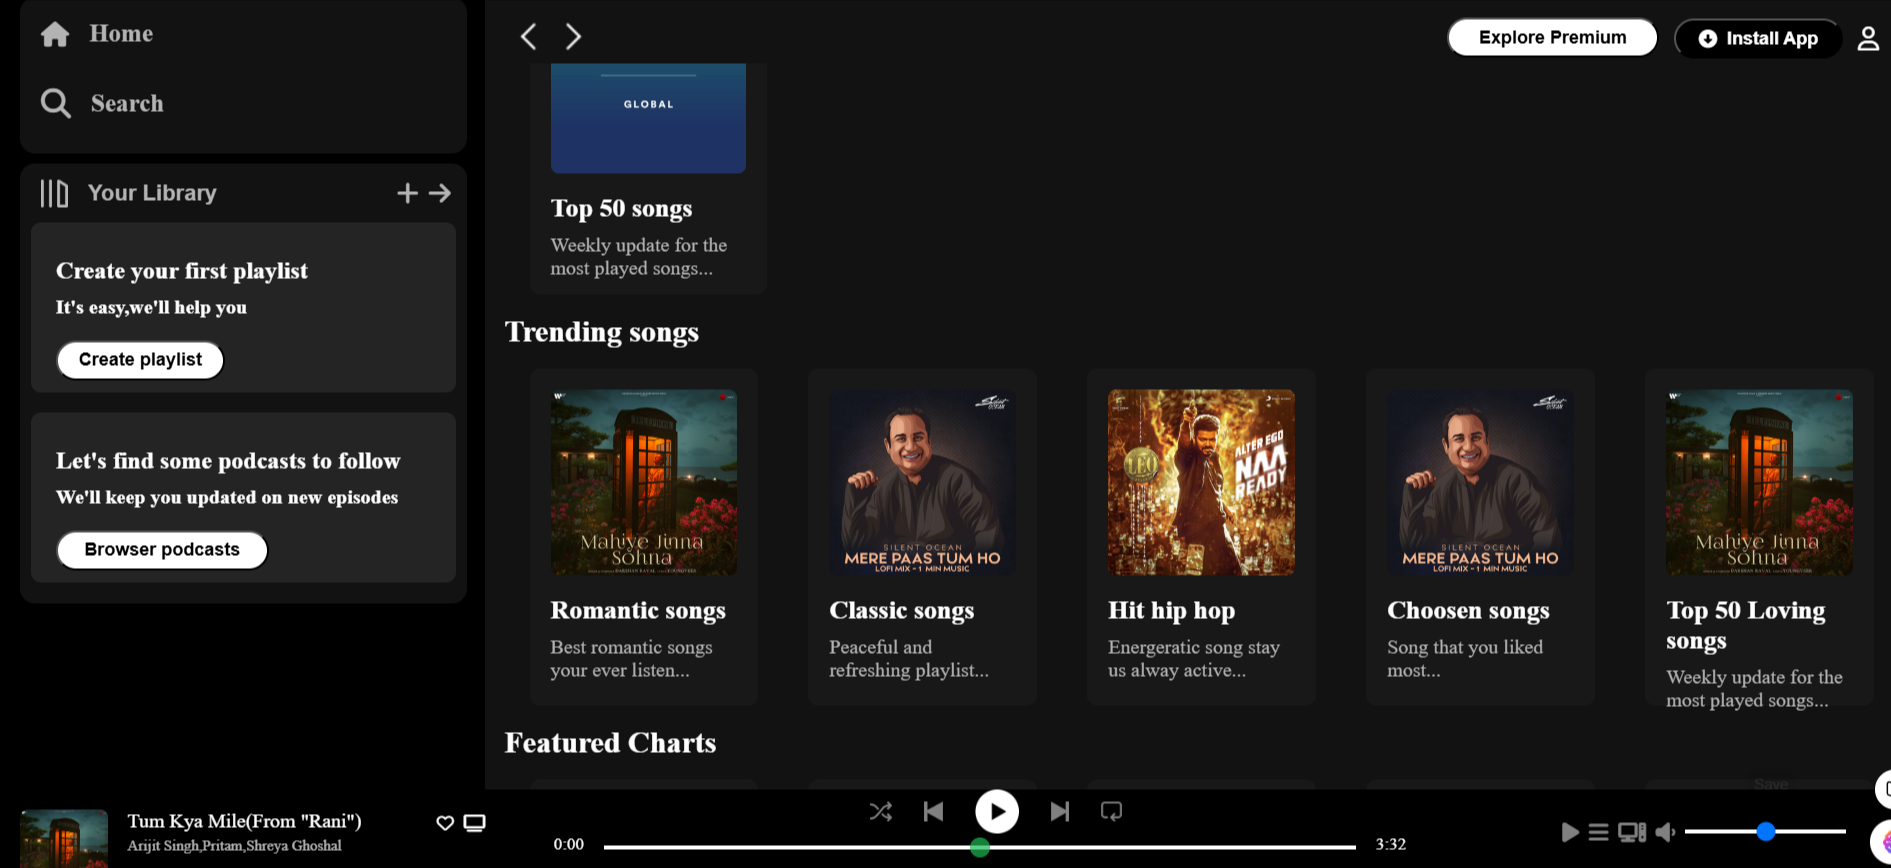 Home
Search
Your Library
Create your first playlist
It's easy,we'll help you
Create playlist
Let's find some podcasts to follow
We'll keep you updated on new episodes
Browser podcasts
Explore Premium
Install App
GLOBAL
Top 50 songs
Weekly update for the
most played songs...
Trending songs
Mahiye Jinna
Sohna
Romantic songs
Best romantic songs
your ever listen...
Silent
OCEAN
SILENT OCEAN
MERE PAAS TUM HO
LOFI MIX - 1 MIN MUSIC
Classic songs
Peaceful and
refreshing playlist...
LEO
ALTER EGO
NAA
READY
Hit hip hop
Energeratic song stay
us alway active...
Silent
OCEAN
SILENT OCEAN
MERE PAAS TUM HO
LOFI MIX - 1 MIN MUSIC
Choosen songs
Song that you liked
most...
Mahiye Jinna
Sohna
Top 50 Loving
songs
Weekly update for the
most played songs...
Featured Charts
Save
Tum Kya Mile(From "Rani")
Arijit Singh,Pritam,Shreya Ghoshal
0:00
3:32